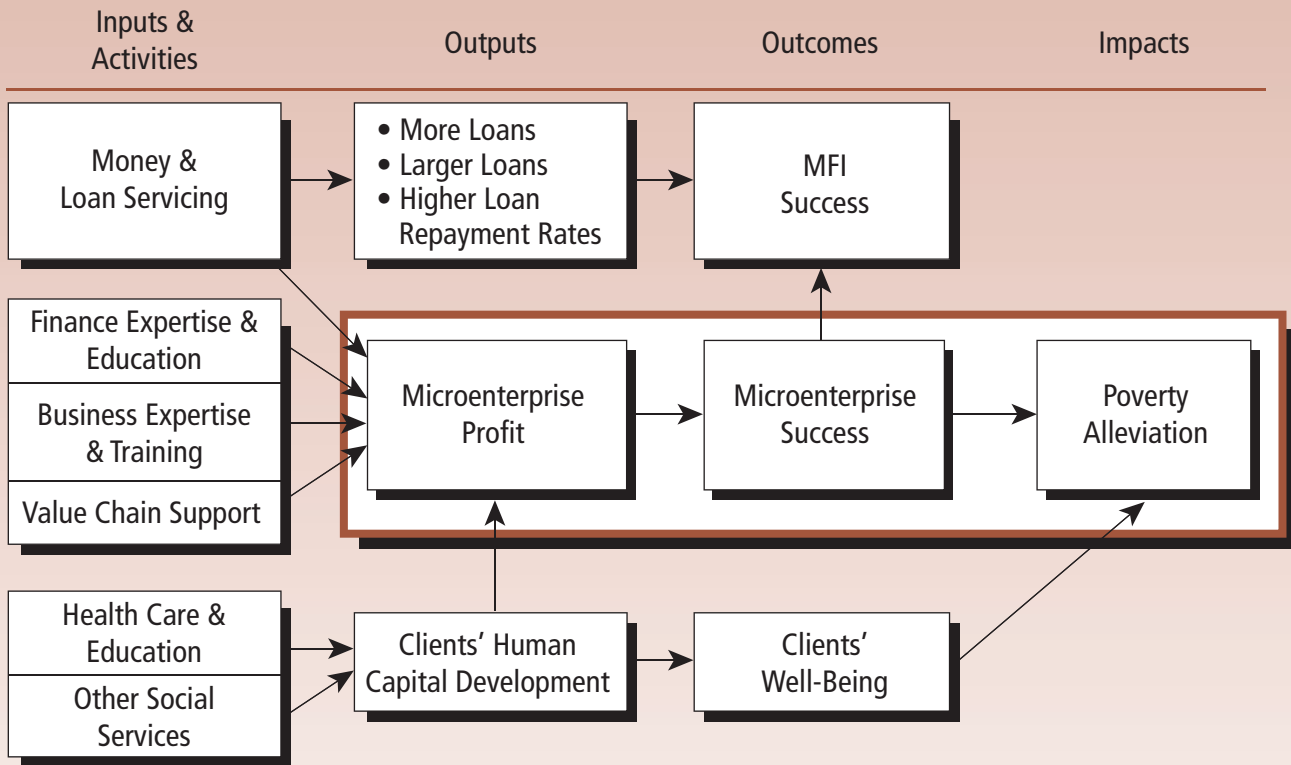 Inputs &
Activities
Outputs
Outcomes
Impacts
Money &
Loan Servicing
• More Loans
• Larger Loans
• Higher Loan
Repayment Rates
MFI
Success
Finance Expertise &
Education
Business Expertise
& Training
Value Chain Support
Microenterprise
Profit
Microenterprise
Success
Poverty
Alleviation
Health Care &
Education
Other Social
Services
Clients’ Human
Capital Development
Clients’
Well-Being